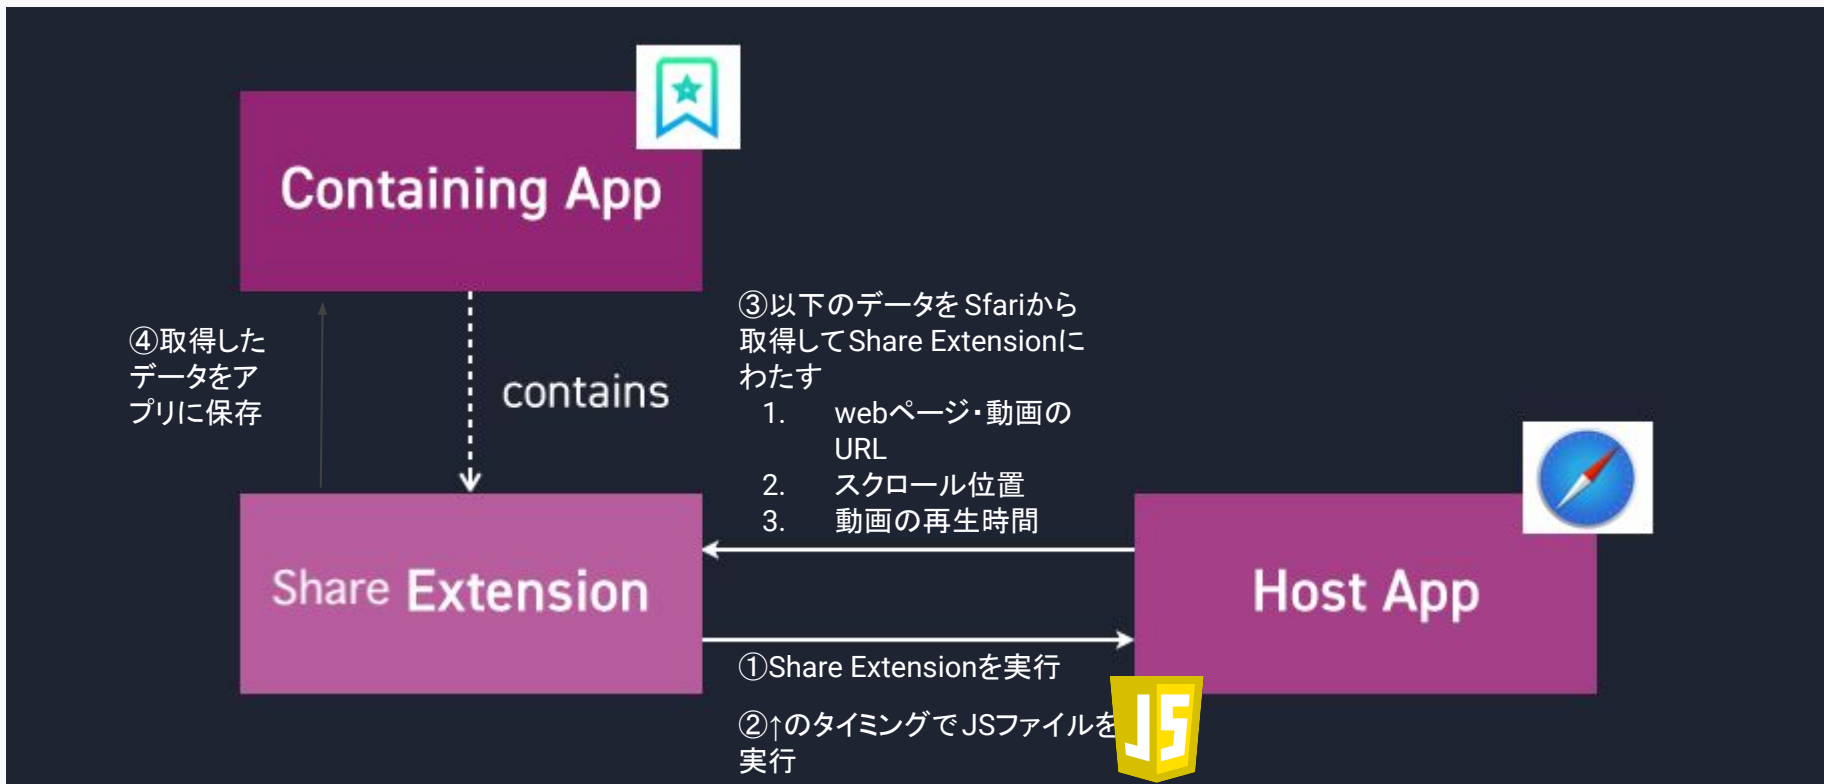 Containing App
④取得した
データをア
プリに保存
contains
③以下のデータをSfariから
取得してShare Extensionに
わたす
1. webページ・動画の
URL
2. スクロール位置
3. 動画の再生時間
Share Extension
Host App
①Share Extensionを実行
②↑のタイミングでJSファイルを
実行
JS